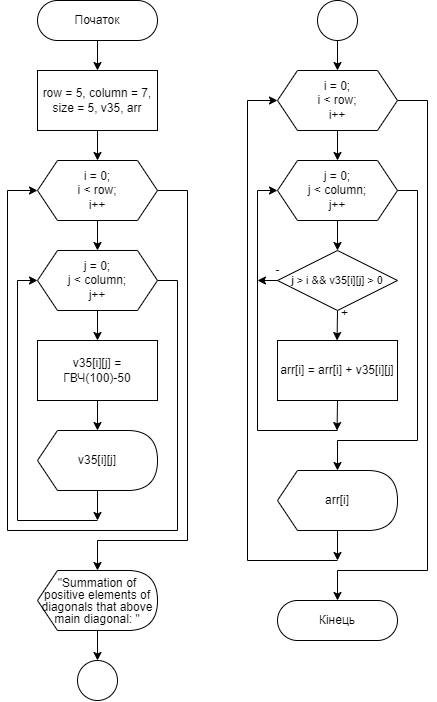 Початок
row = 5, column = 7,
size = 5, v35, arr
i = 0;
i < row;
i++
j = 0;
j < column;
j++
v35[i][j] =
ГВЧ(100)-50
v35[i][j]
"Summation of
positive elements of
diagonals that above
main diagonal: "
i = 0;
i < row;
i++
j = 0;
j < column;
j++
-
j > i && v35[i][j] > 0
+
arr[i] = arr[i] + v35[i][j]
arr[i]
Кінець